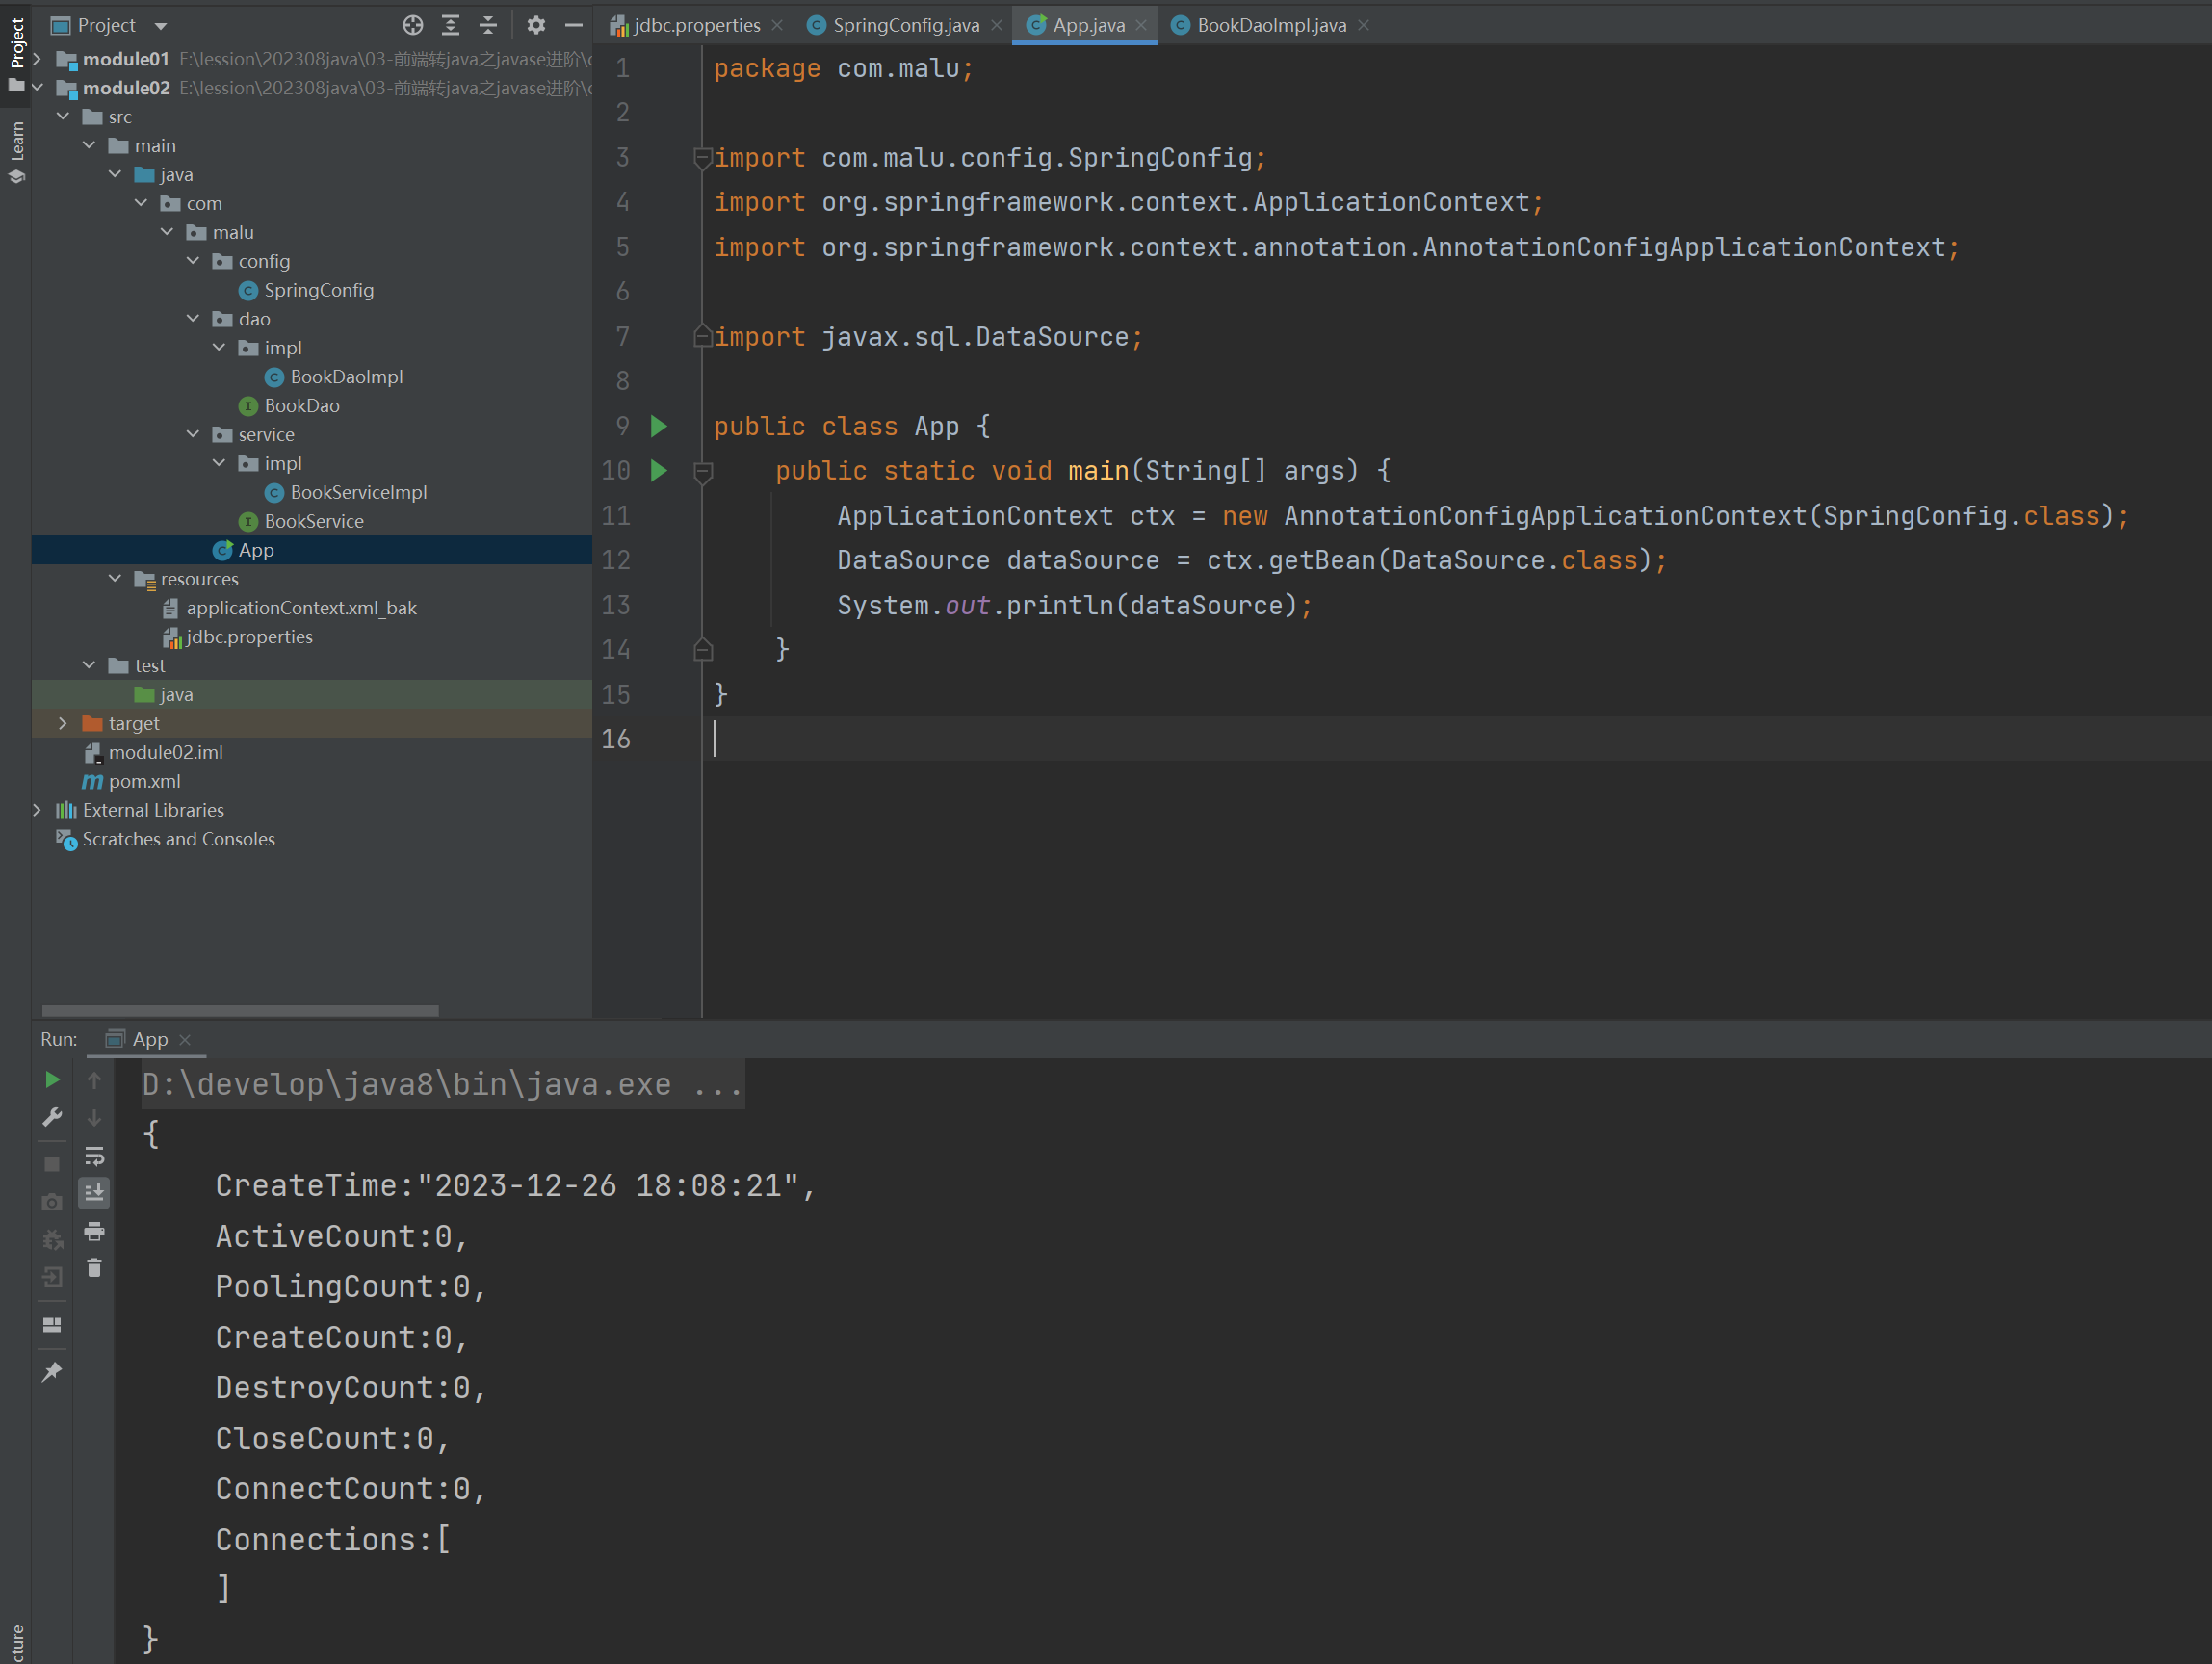 Project
jdbc.properties
SpringConfig.java
App.java
BookDaoImpl.java
Project
Learn
module01 E:\lession\202308java\03-前端转java之javase进阶\
module02 E:\lession\202308java\03-前端转java之javase进阶\
src
main
java
com
malu
config
SpringConfig
dao
impl
BookDaoImpl
BookDao
service
impl
BookServiceImpl
BookService
App
resources
applicationContext.xml_bak
jdbc.properties
test
java
target
module02.iml
pom.xml
External Libraries
Scratches and Consoles
1 package com.malu;
2
3 import com.malu.config.SpringConfig;
4 import org.springframework.context.ApplicationContext;
5 import org.springframework.context.annotation.AnnotationConfigApplicationContext;
6
7 import javax.sql.DataSource;
8
9 public class App {
10 public static void main(String[] args) {
11 ApplicationContext ctx = new AnnotationConfigApplicationContext(SpringConfig.class);
12 DataSource dataSource = ctx.getBean(DataSource.class);
13 System.out.println(dataSource);
14 }
15 }
16
Run: App
D:\develop\java8\bin\java.exe ...
{
CreateTime:"2023-12-26 18:08:21",
ActiveCount:0,
PoolingCount:0,
CreateCount:0,
DestroyCount:0,
CloseCount:0,
ConnectCount:0,
Connections:[
]
}
cture